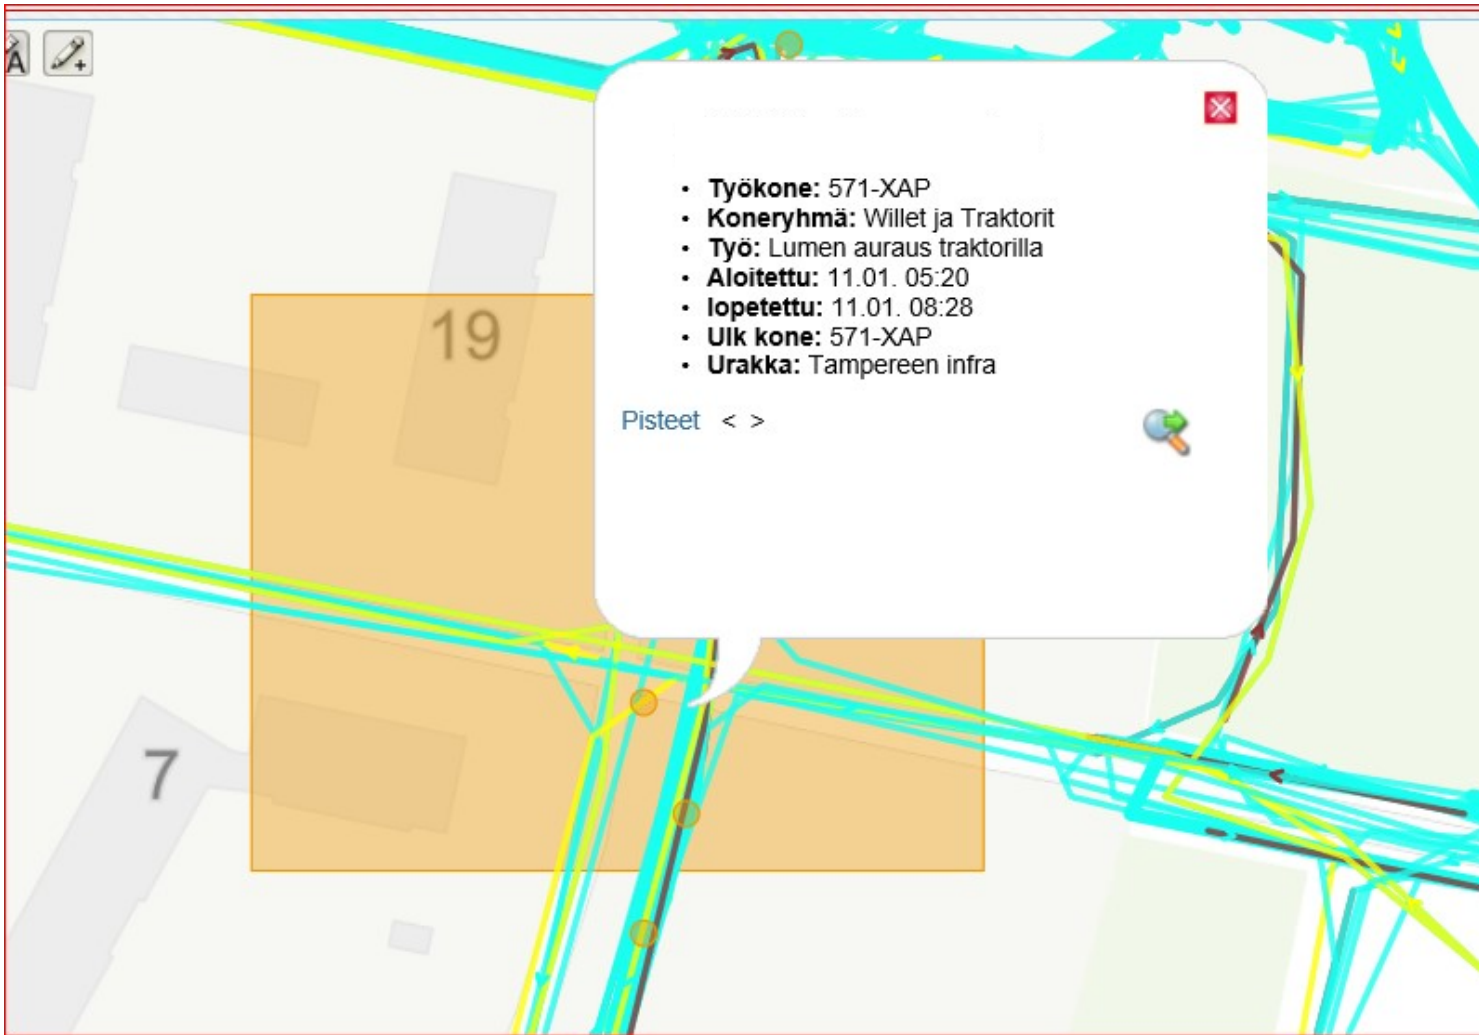 A
• Työkone: 571-XAP
• Koneryhmä: Willet ja Traktorit
• Työ: Lumen auraus traktorilla
• Aloitettu: 11.01. 05:20
• lopetettu: 11.01. 08:28
• Ulk kone: 571-XAP
• Urakka: Tampereen infra
19
Pisteet < >
7